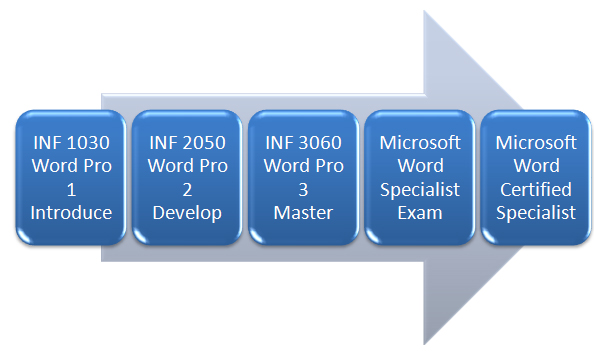 INF 1030
Word Pro
1
Introduce
INF 2050
Word Pro
2
Develop
INF 3060
Word Pro
3
Master
Microsoft
Word
Specialist
Exam
Microsoft
Word
Certified
Specialist